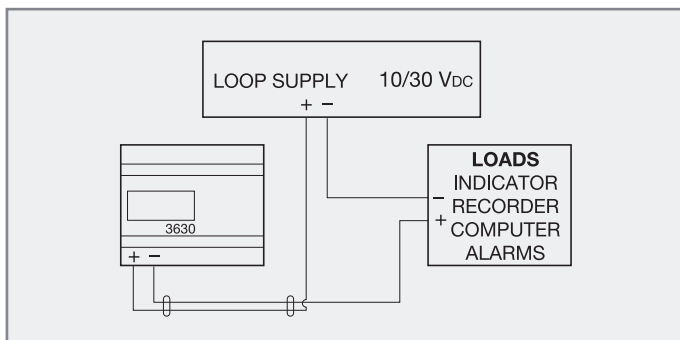 LOOP SUPPLY 10/30 VDC
+ −
3630
+ −
LOADS
INDICATOR
− RECORDER
+ COMPUTER
ALARMS